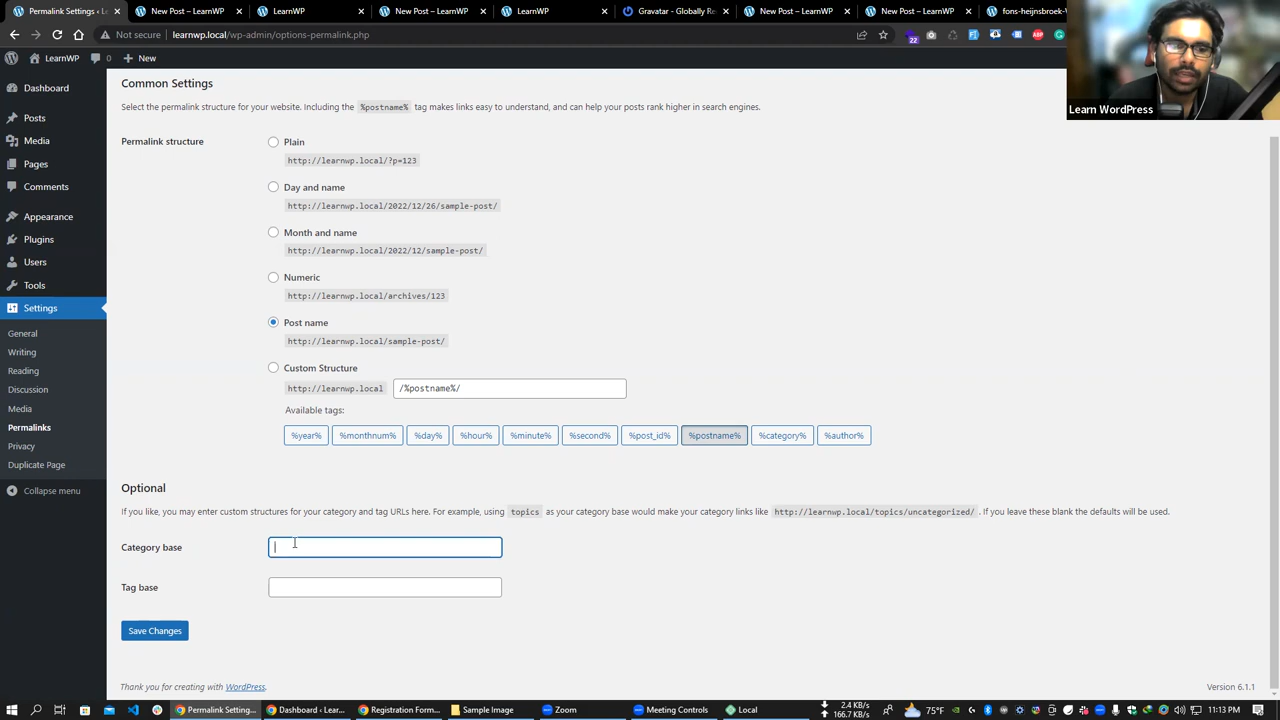 Permalink Settings ‹ L
LearnWP
New WordPress P
LearnWP
Gravatar - Globally Re
New WordPress P
New WordPress P
fons-heijnsbroek-
Not secure
learnwp.local/wp-admin/options-permalink.php
22
ABP
LearnWP
0
New
Learn WordPress
Dashboard
Posts
Media
Pages
Comments
Appearance
Plugins
Users
Tools
Settings
General
Writing
Reading
Discussion
Media
Permalinks
Privacy
Duplicate Page
Collapse menu
Common Settings
Select the permalink structure for your website. Including the %postname% tag makes links easy to understand, and can help your posts rank higher in search engines.
Permalink structure
Plain
http://learnwp.local/?p=123
Day and name
http://learnwp.local/2022/12/26/sample-post/
Month and name
http://learnwp.local/2022/12/sample-post/
Numeric
http://learnwp.local/archives/123
Post name
http://learnwp.local/sample-post/
Custom Structure
http://learnwp.local /%postname%/
Available tags:
%year% %monthnum% %day% %hour% %minute% %second% %post_id% %postname% %category% %author%
Optional
If you like, you may enter custom structures for your category and tag URLs here. For example, using topics as your category base would make your category links like http://learnwp.local/topics/uncategorized/ . If you leave these blank the defaults will be used.
Category base
Tag base
Save Changes
Thank you for creating with WordPress.
Version 6.1.1
Permalink Setting...
Dashboard ‹ Lear...
Registration Form...
Sample Image
Zoom
Meeting Controls
Local
2.4 KB/s
166.7 KB/s
75°F
11:13 PM